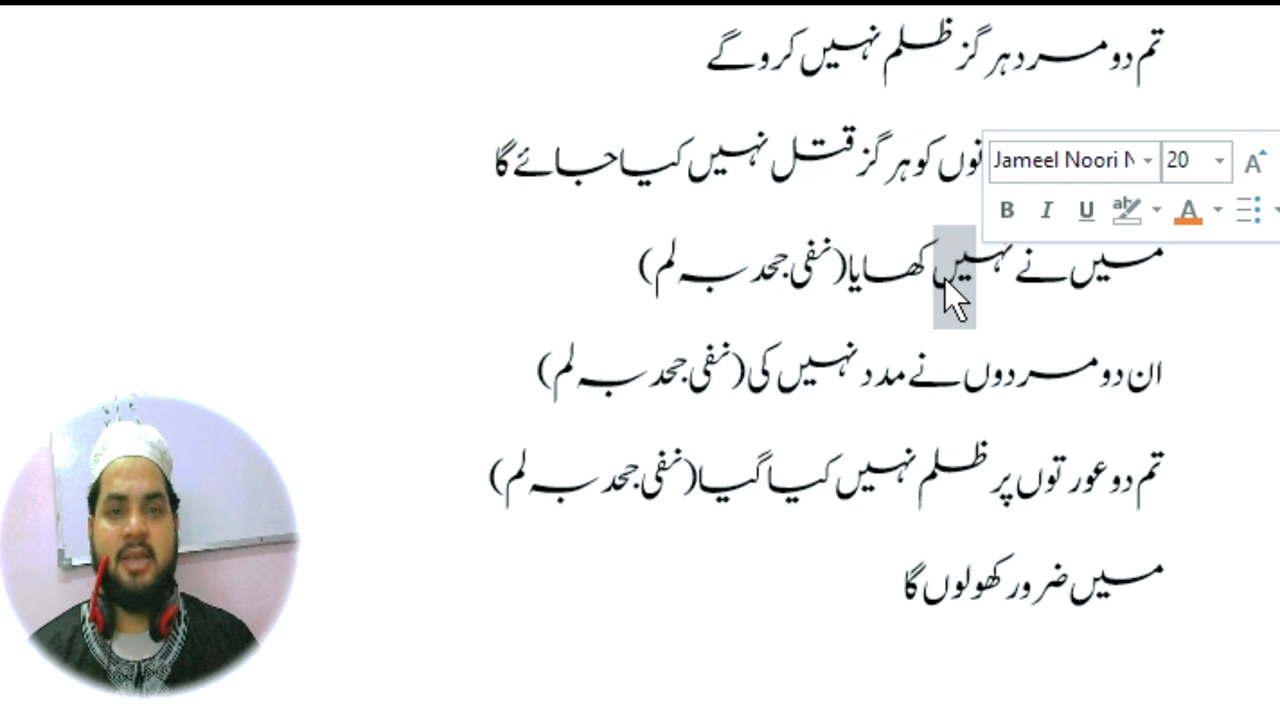 تم دو مرد ہرگز ظلم نہیں کروگے
نوں کو ہرگز قتل نہیں کیا جائے گا
Jameel Noori N 20 A
B I U ab A
میں نے نہیں کھایا(نفی جحد بہ لم)
ان دو مردوں نے مدد نہیں کی(نفی جحد بہ لم)
تم دو عورتوں پر ظلم نہیں کیا گیا(نفی جحد بہ لم)
میں ضرور کھولوں گا